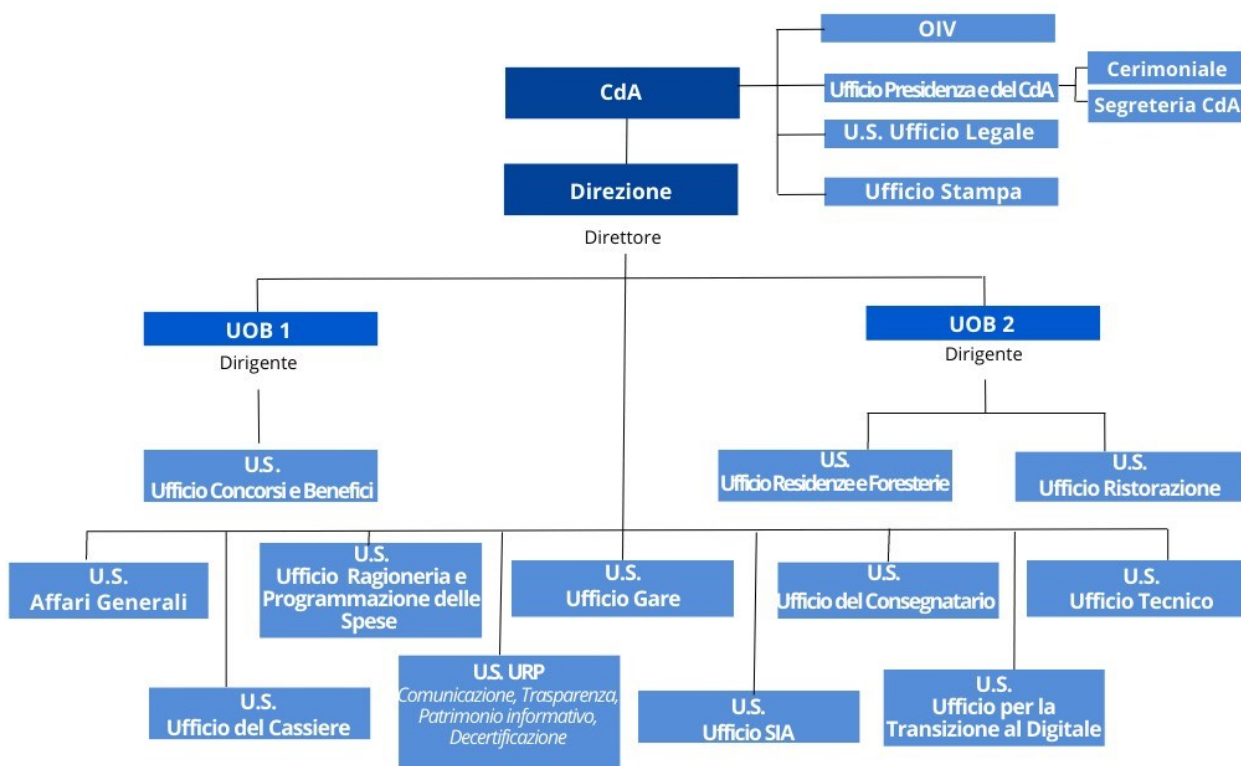 OIV
CdA
Ufficio Presidenza e del CdA
Cerimoniale
Segreteria CdA
U.S. Ufficio Legale
Direzione
Ufficio Stampa
Direttore
UOB 1
Dirigente
UOB 2
Dirigente
U.S.
Ufficio Concorsi e Benefici
U.S.
Ufficio Residenze e Foresterie
U.S.
Ufficio Ristorazione
U.S.
Affari Generali
U.S.
Ufficio Ragioneria e
Programmazione delle
Spese
U.S.
Ufficio Gare
U.S.
Ufficio del Consegnatario
U.S.
Ufficio Tecnico
U.S.
Ufficio del Cassiere
U.S. URP
Comunicazione, Trasparenza,
Patrimonio informativo,
Decertificazione
U.S.
Ufficio SIA
U.S.
Ufficio per la
Transizione al Digitale